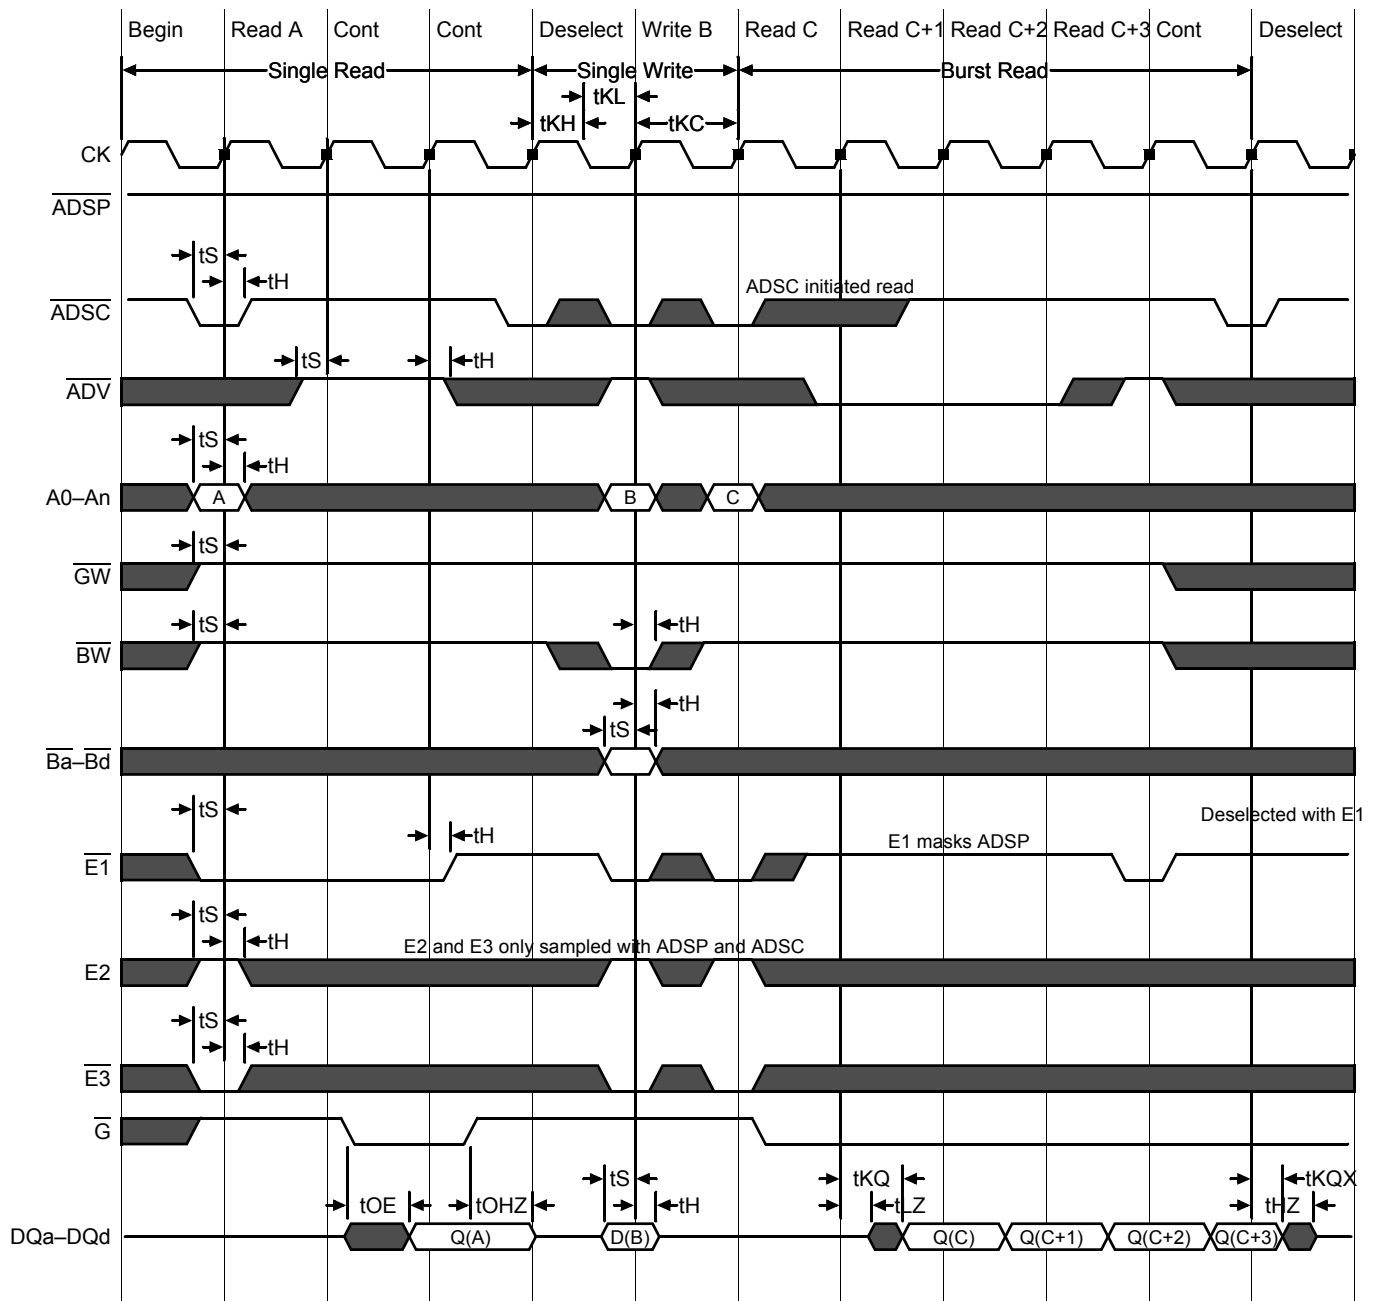 Begin Read A Cont Cont Deselect Write B Read C Read C+1 Read C+2 Read C+3 Cont Deselect
Single Read Single Write Burst Read
tKL
tKH tKC
CK
ADSP
tS
tH
ADSC initiated read
ADSC
tS tH
ADV
tS
tH
A0–An A B C
tS
GW
tS tH
BW
tH
tS
Ba–Bd
tS
Deselected with E1
tH E1 masks ADSP
E1
tS
tH E2 and E3 only sampled with ADSP and ADSC
E2
tS
tH
E3
G
tS tKQ tKQX
tOE tOHZ tH tLZ tHZ
DQa–DQd Q(A) D(B) Q(C) Q(C+1) Q(C+2) Q(C+3)